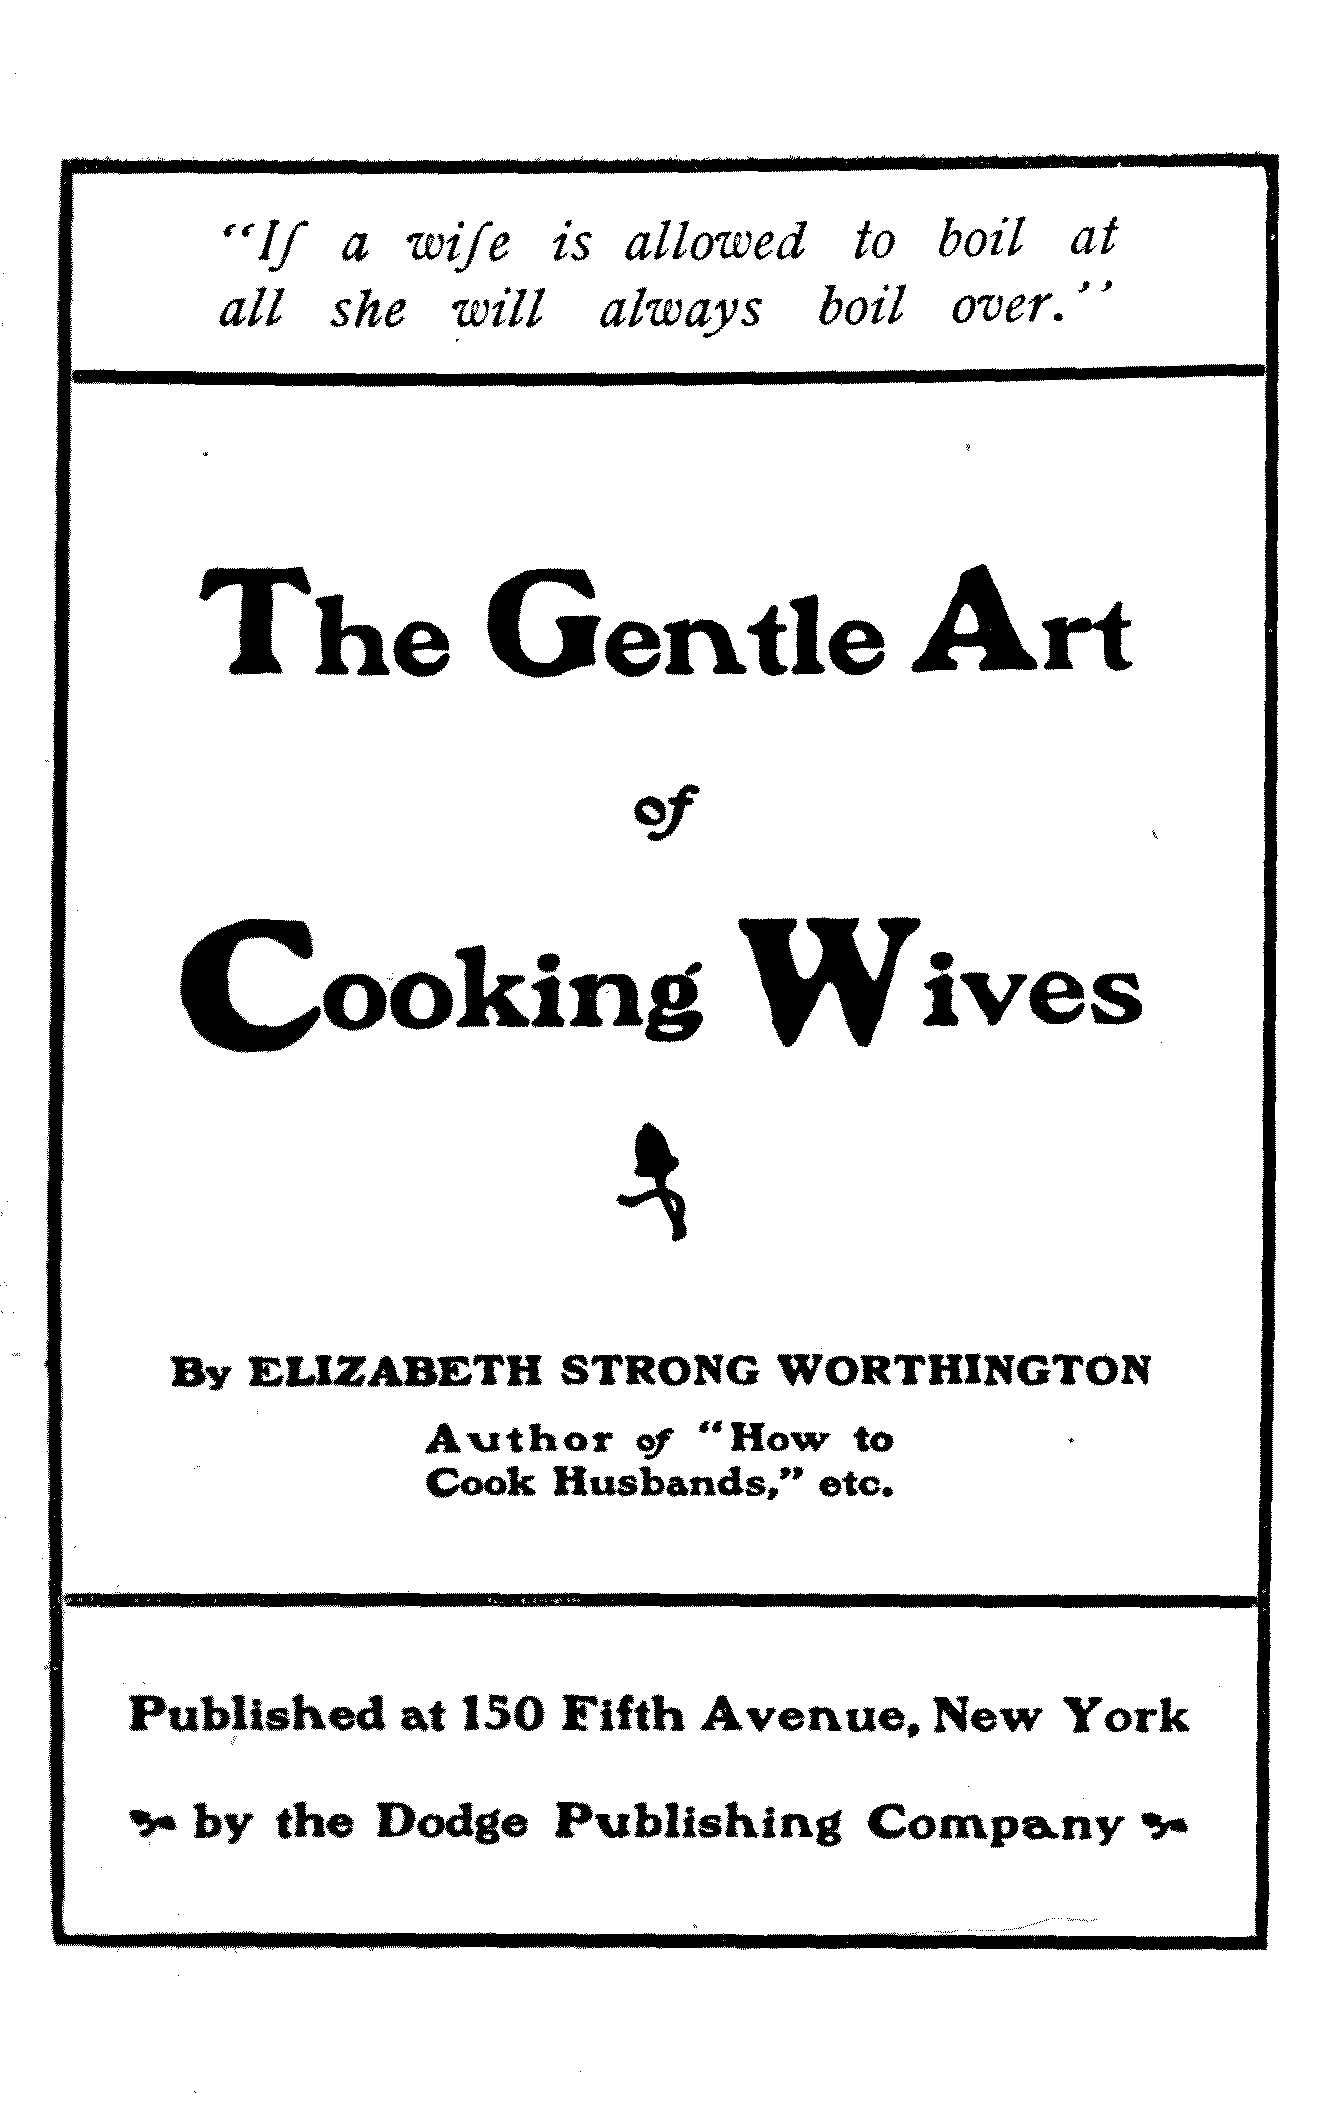 “If a wife is allowed to boil at
all she will always boil over.’’
The Gentle Art
of
Cooking Wives
By ELIZABETH STRONG WORTHINGTON
Author of “How to
Cook Husbands,” etc.
Published at 150 Fifth Avenue, New York
by the Dodge Publishing Company